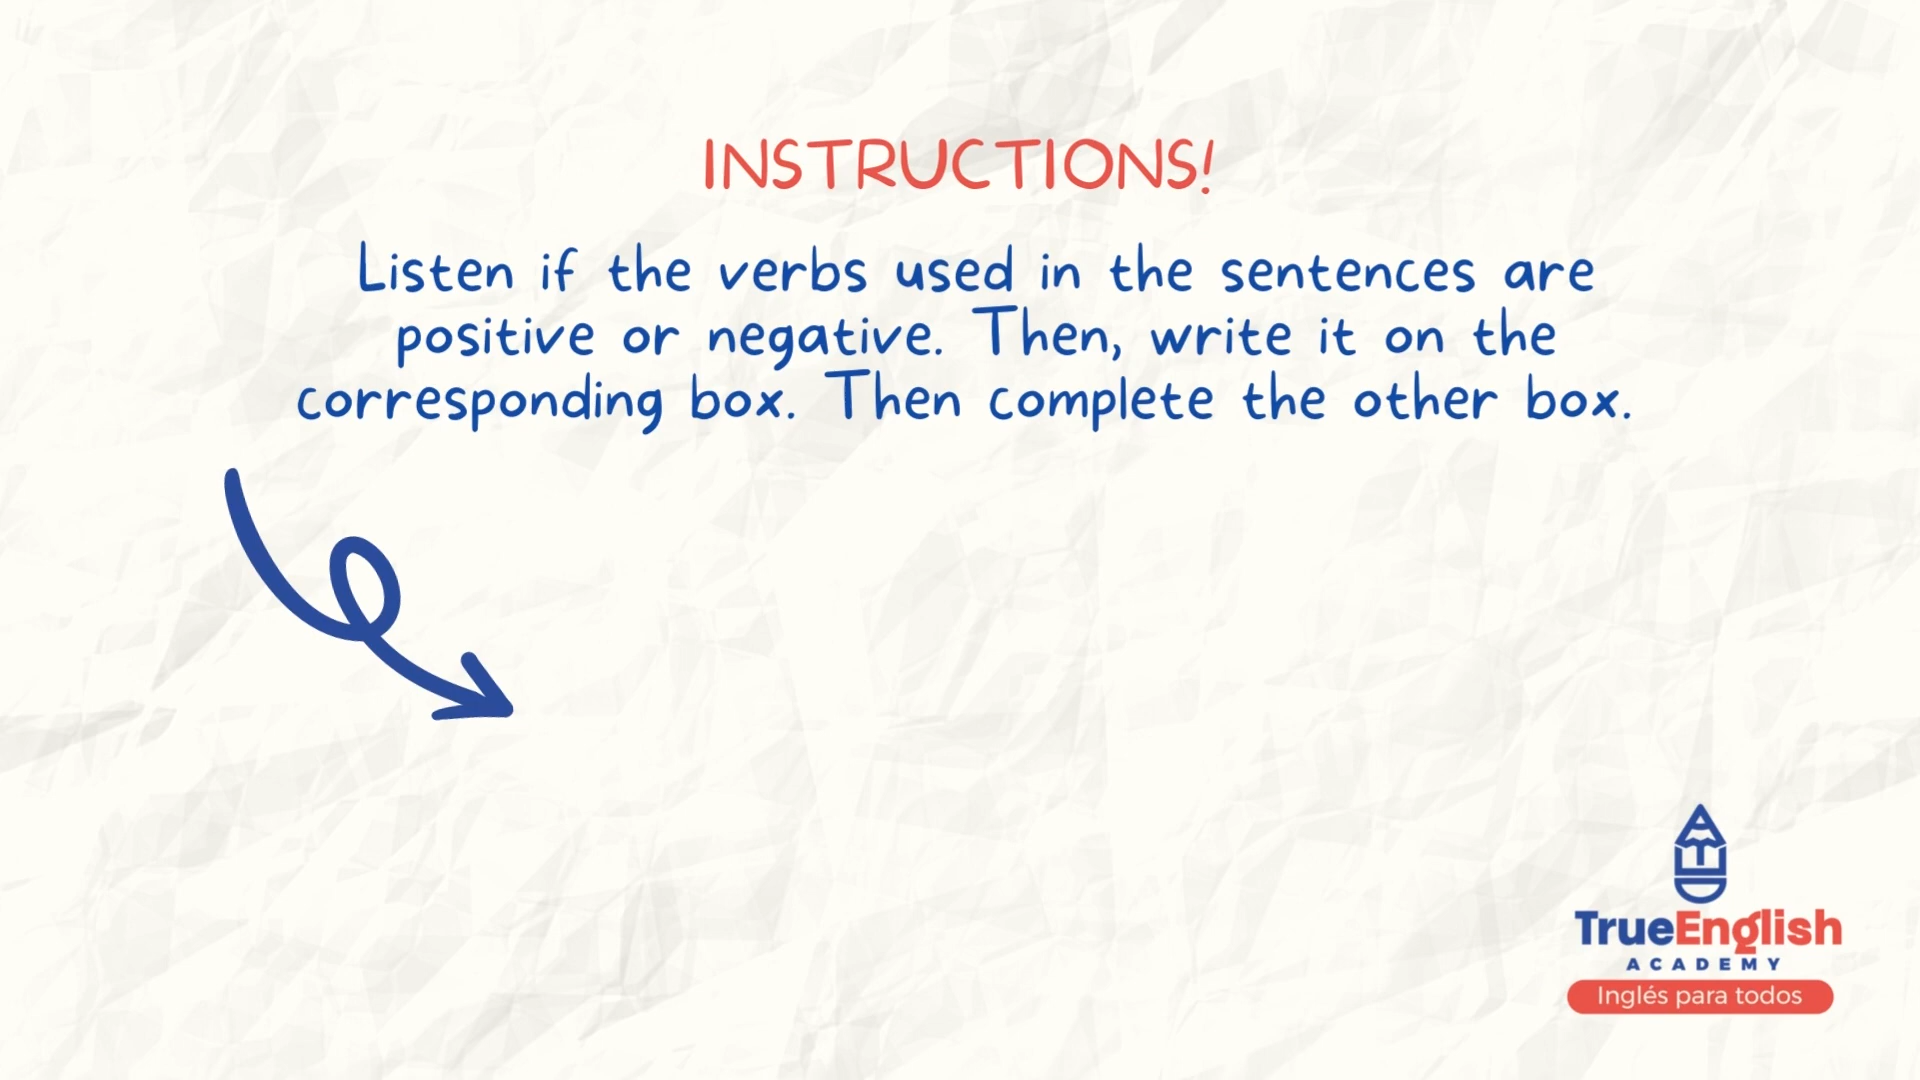 INSTRUCTIONS!
Listen if the verbs used in the sentences are
positive or negative. Then, write it on the
corresponding box. Then complete the other box.
TrueEnglish
ACADEMY
Inglés para todos